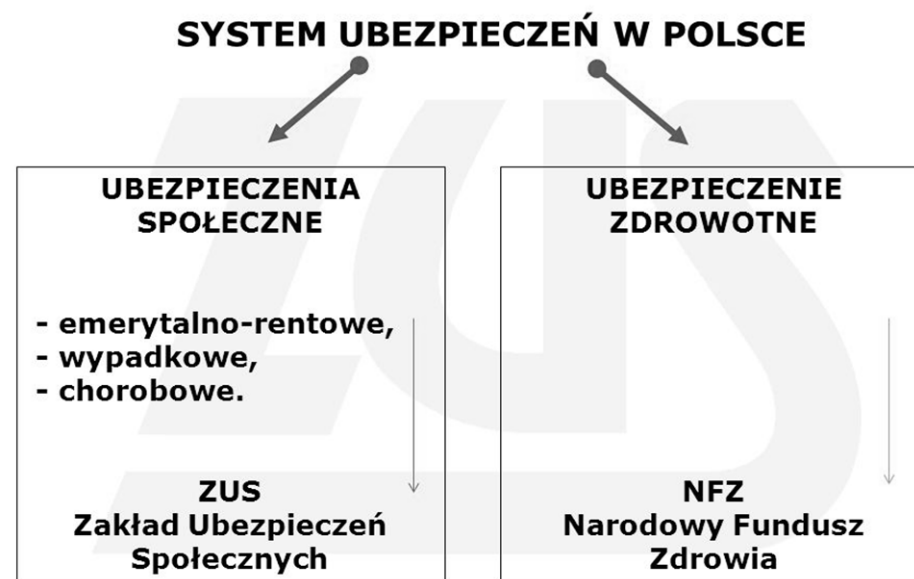 SYSTEM UBEZPIECZEŃ W POLSCE
UBEZPIECZENIA
SPOŁECZNE
- emerytalno-rentowe,
- wypadkowe,
- chorobowe.
ZUS
Zakład Ubezpieczeń
Społecznych
UBEZPIECZENIE
ZDROWOTNE
NFZ
Narodowy Fundusz
Zdrowia
ZUS